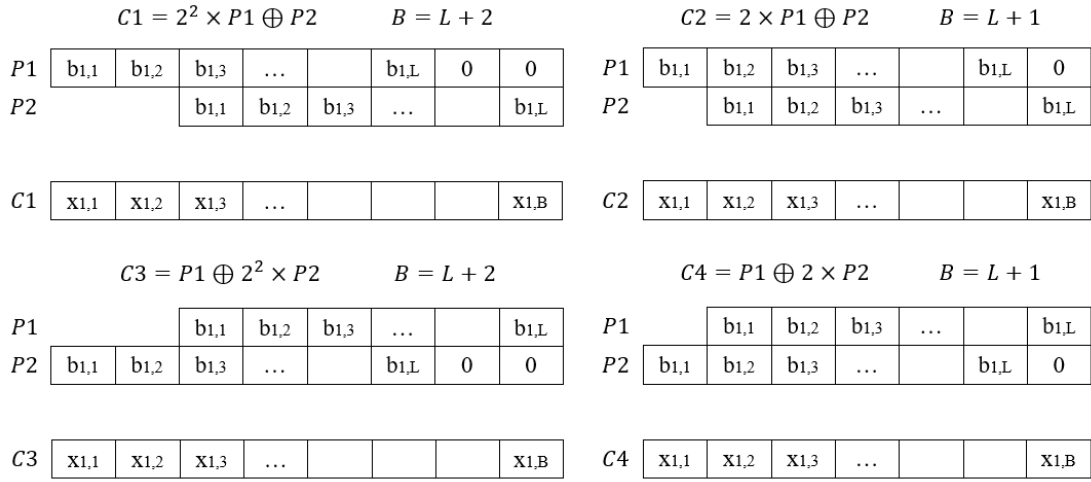 C1 = 2² × P1 ⊕ P2 B = L + 2
P1 b1,1 b1,2 b1,3 … b1,L 0 0
P2 b1,1 b1,2 b1,3 … b1,L
C1 x1,1 x1,2 x1,3 … x1,B
C2 = 2 × P1 ⊕ P2 B = L + 1
P1 b1,1 b1,2 b1,3 … b1,L 0
P2 b1,1 b1,2 b1,3 … b1,L
C2 x1,1 x1,2 x1,3 … x1,B
C3 = P1 ⊕ 2² × P2 B = L + 2
P1 b1,1 b1,2 b1,3 … b1,L
P2 b1,1 b1,2 b1,3 … b1,L 0 0
C3 x1,1 x1,2 x1,3 … x1,B
C4 = P1 ⊕ 2 × P2 B = L + 1
P1 b1,1 b1,2 b1,3 … b1,L
P2 b1,1 b1,2 b1,3 … b1,L 0
C4 x1,1 x1,2 x1,3 … x1,B